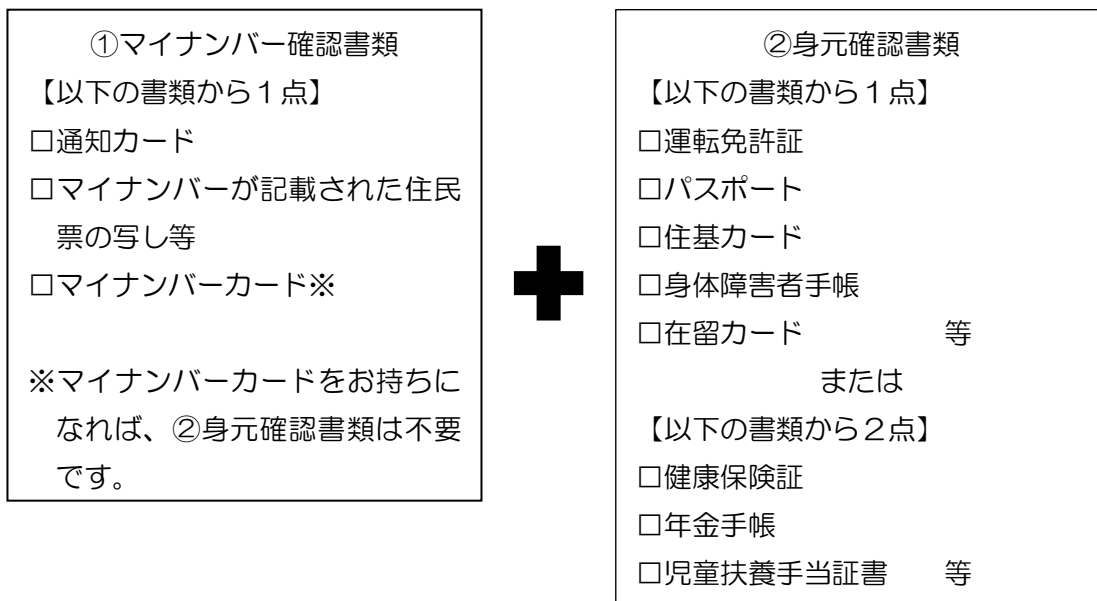 ①マイナンバー確認書類
【以下の書類から１点】
□通知カード
□マイナンバーが記載された住民
票の写し等
□マイナンバーカード※
※マイナンバーカードをお持ちに
なれば、②身元確認書類は不要
です。
②身元確認書類
【以下の書類から１点】
□運転免許証
□パスポート
□住基カード
□身体障害者手帳
□在留カード　　　　　等
または
【以下の書類から２点】
□健康保険証
□年金手帳
□児童扶養手当証書　　等